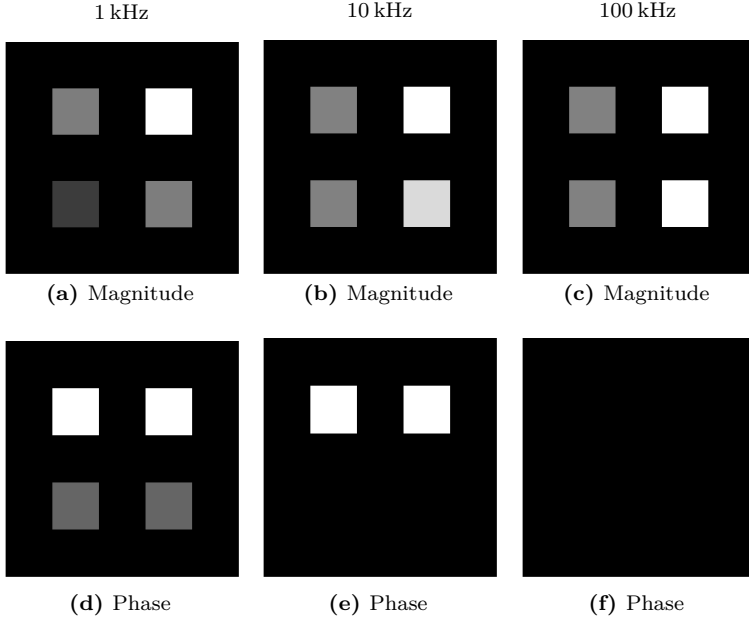 1 kHz 10 kHz 100 kHz
(a) Magnitude (b) Magnitude (c) Magnitude
(d) Phase (e) Phase (f) Phase